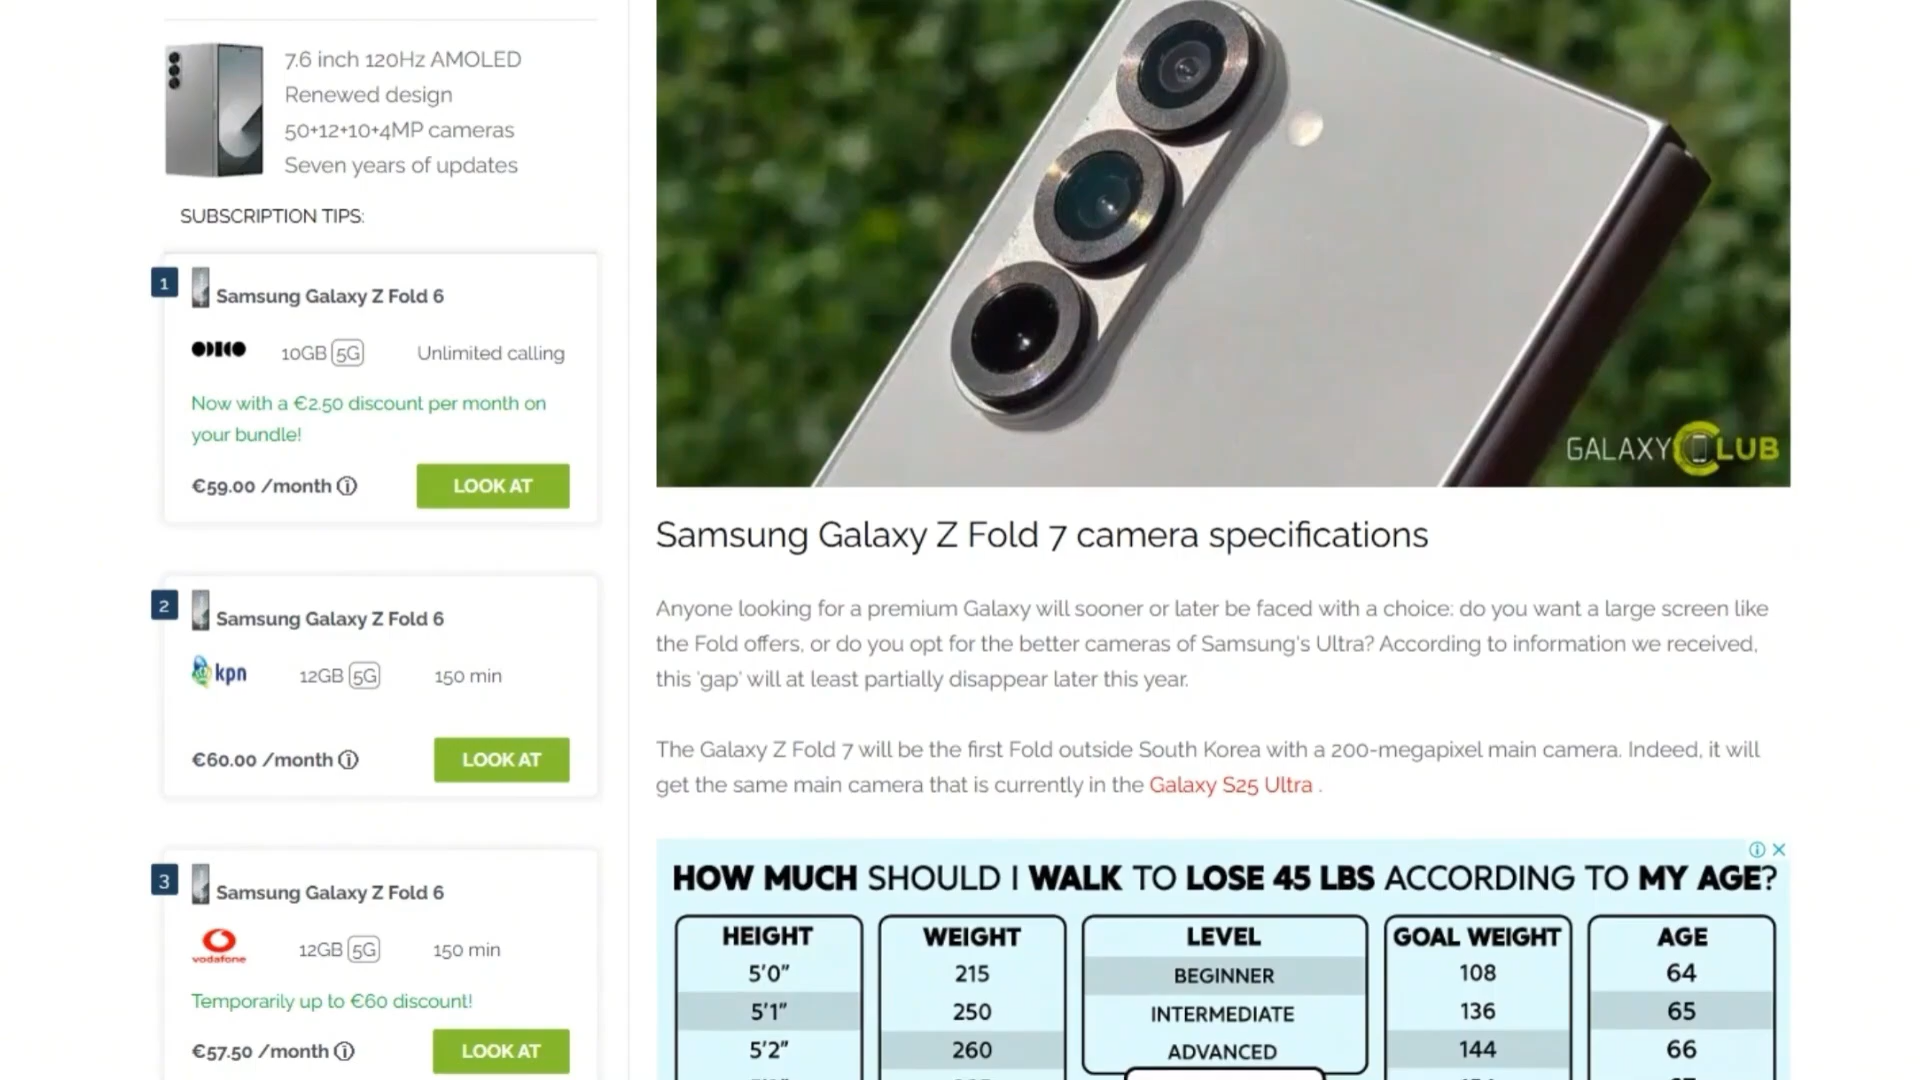 7.6 inch 120Hz AMOLED
Renewed design
50+12+10+4MP cameras
Seven years of updates
SUBSCRIPTION TIPS:
1
Samsung Galaxy Z Fold 6
ODIDO
10GB 5G Unlimited calling
Now with a €2.50 discount per month on
your bundle!
€59.00 /month
LOOK AT
2
Samsung Galaxy Z Fold 6
kpn
12GB 5G 150 min
€60.00 /month
LOOK AT
3
Samsung Galaxy Z Fold 6
vodafone
12GB 5G 150 min
Temporarily up to €60 discount!
€57.50 /month
LOOK AT
GALAXY CLUB
Samsung Galaxy Z Fold 7 camera specifications
Anyone looking for a premium Galaxy will sooner or later be faced with a choice: do you want a large screen like
the Fold offers, or do you opt for the better cameras of Samsung's Ultra? According to information we received,
this 'gap' will at least partially disappear later this year.
The Galaxy Z Fold 7 will be the first Fold outside South Korea with a 200-megapixel main camera. Indeed, it will
get the same main camera that is currently in the Galaxy S25 Ultra .
HOW MUCH SHOULD I WALK TO LOSE 45 LBS ACCORDING TO MY AGE?
HEIGHT WEIGHT LEVEL GOAL WEIGHT AGE
5'0" 215 BEGINNER 108 64
5'1" 250 INTERMEDIATE 136 65
5'2" 260 ADVANCED 144 66